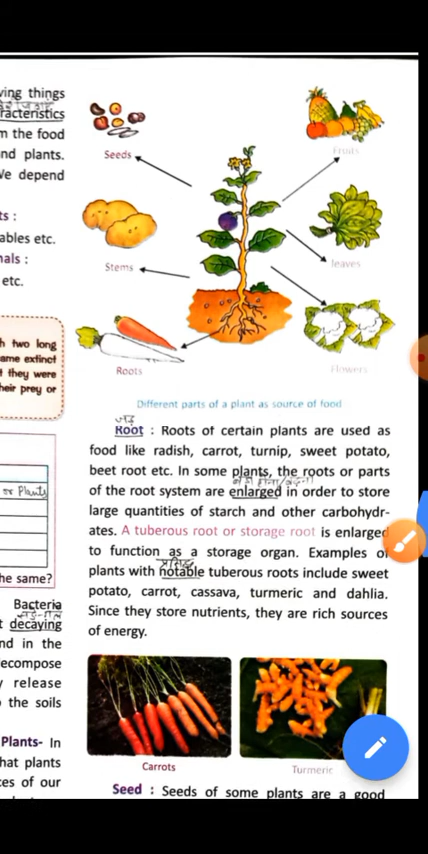 ving things
racteristics
m the food
nd plants.
Ve depend
ts :
ables etc.
nals :
etc.
h two long
ame extinct
t they were
heir prey or
or Plants
he same?
Bacteria
t decaying
nd in the
ecompose
y release
o the soils
Plants- In
hat plants
ces of our
Seeds
Fruits
Stems
leaves
Roots
Flowers
Different parts of a plant as source of food
जड़
Root : Roots of certain plants are used as
food like radish, carrot, turnip, sweet potato,
beet root etc. In some plants, the roots or parts
of the root system are enlarged in order to store
large quantities of starch and other carbohydr-
ates. A tuberous root or storage root is enlarged
to function as a storage organ. Examples of
प्रसिद्ध
plants with notable tuberous roots include sweet
potato, carrot, cassava, turmeric and dahlia.
Since they store nutrients, they are rich sources
of energy.
Carrots
Turmeric
Seed : Seeds of some plants are a good